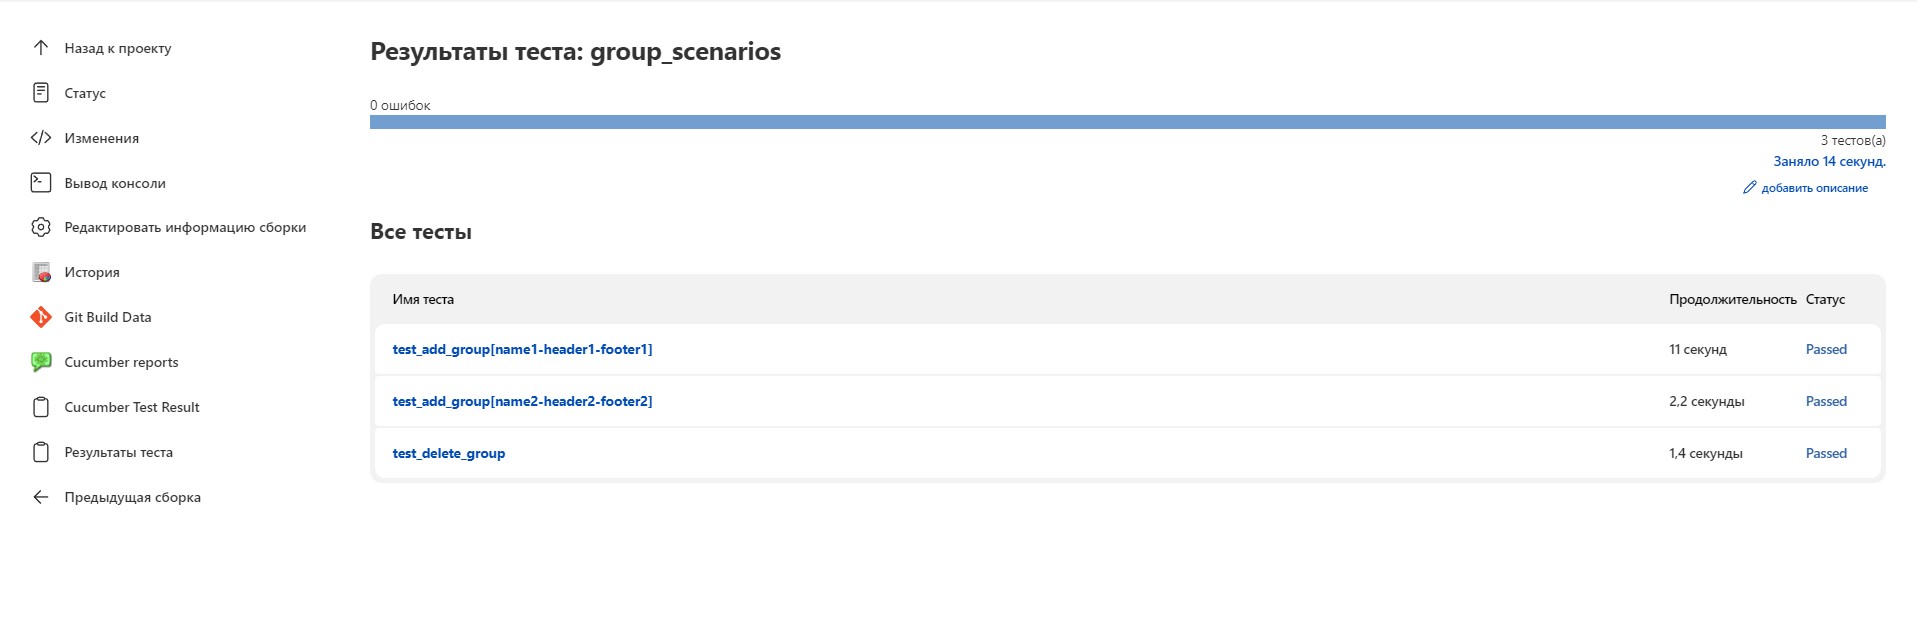 Назад к проекту
Статус
Изменения
Вывод консоли
Редактировать информацию сборки
История
Git Build Data
Cucumber reports
Cucumber Test Result
Результаты теста
Предыдущая сборка
Результаты теста: group_scenarios
0 ошибок
3 тестов(а)
Заняло 14 секунд.
добавить описание
Все тесты
Имя теста Продолжительность Статус
test_add_group[name1-header1-footer1] 11 секунд Passed
test_add_group[name2-header2-footer2] 2,2 секунды Passed
test_delete_group 1,4 секунды Passed